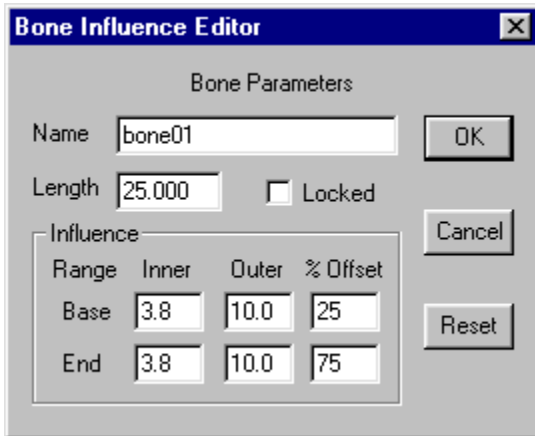 Bone Influence Editor
Bone Parameters
Name bone01 OK
Length 25.000 Locked
Influence Cancel
Range Inner Outer % Offset
Base 3.8 10.0 25 Reset
End 3.8 10.0 75